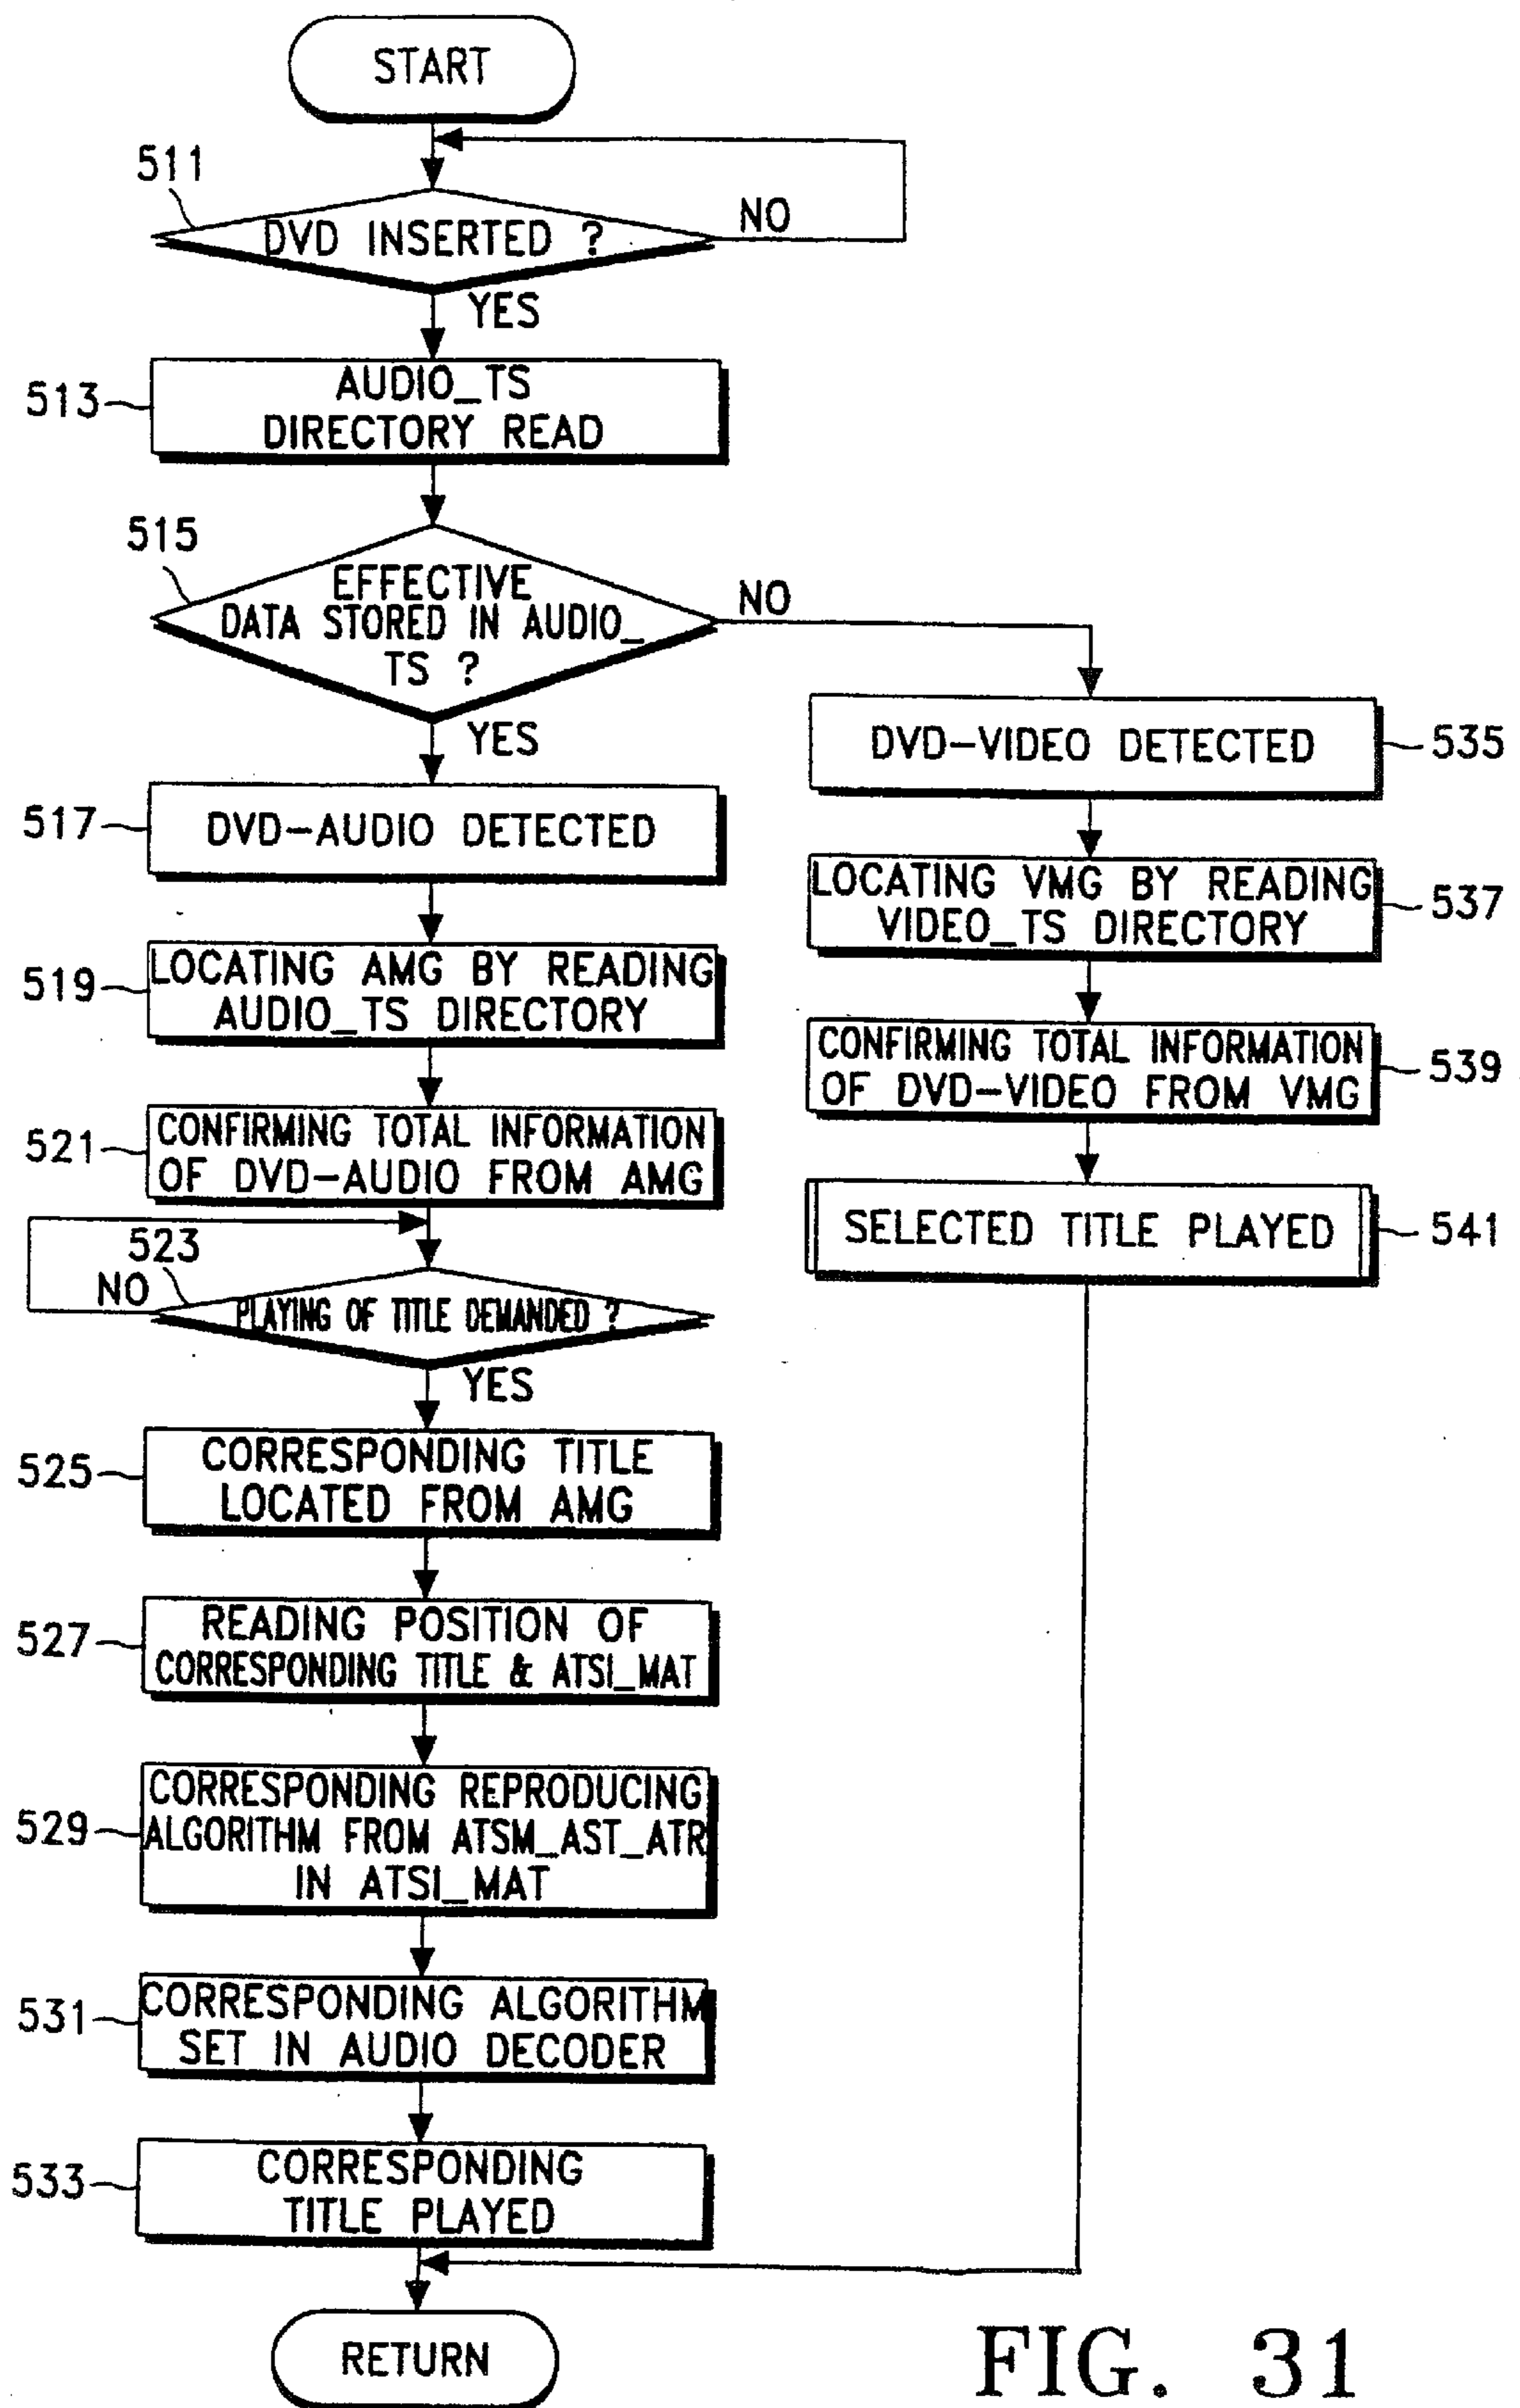 START
511
DVD INSERTED ?
NO
YES
513
AUDIO_TS
DIRECTORY READ
515
EFFECTIVE
DATA STORED IN AUDIO_
TS ?
NO
YES
517
DVD-AUDIO DETECTED
519
LOCATING AMG BY READING
AUDIO_TS DIRECTORY
521
CONFIRMING TOTAL INFORMATION
OF DVD-AUDIO FROM AMG
523
NO
PLAYING OF TITLE DEMANDED ?
YES
525
CORRESPONDING TITLE
LOCATED FROM AMG
527
READING POSITION OF
CORRESPONDING TITLE & ATSI_MAT
529
CORRESPONDING REPRODUCING
ALGORITHM FROM ATSM_AST_ATR
IN ATSI_MAT
531
CORRESPONDING ALGORITHM
SET IN AUDIO DECODER
533
CORRESPONDING
TITLE PLAYED
DVD-VIDEO DETECTED
535
LOCATING VMG BY READING
VIDEO_TS DIRECTORY
537
CONFIRMING TOTAL INFORMATION
OF DVD-VIDEO FROM VMG
539
SELECTED TITLE PLAYED
541
RETURN
FIG. 31